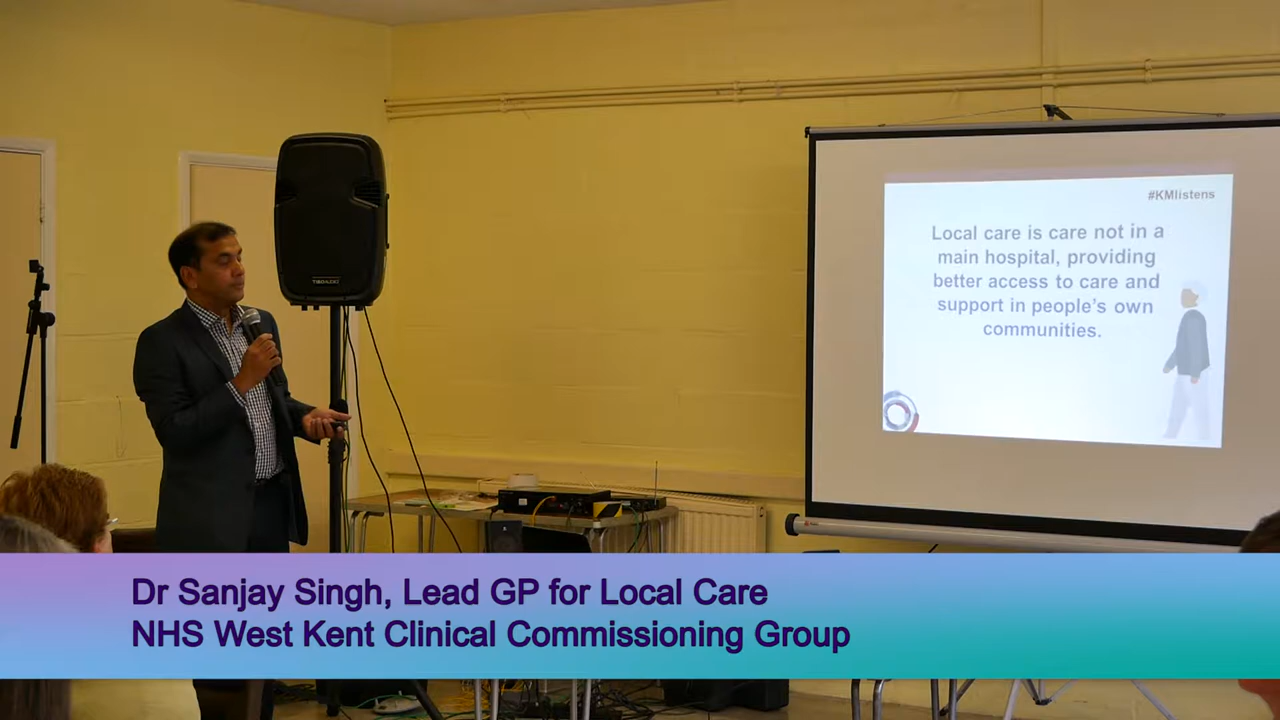 #KMlistens
Local care is care not in a
main hospital, providing
better access to care and
support in people's own
communities.
Dr Sanjay Singh, Lead GP for Local Care
NHS West Kent Clinical Commissioning Group